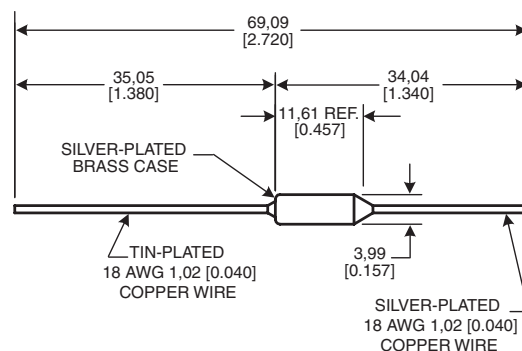 69,09
[2.720]
35,05
[1.380]
34,04
[1.340]
11,61 REF.
[0.457]
SILVER-PLATED
BRASS CASE
TIN-PLATED
18 AWG 1,02 [0.040]
COPPER WIRE
3,99
[0.157]
SILVER-PLATED
18 AWG 1,02 [0.040]
COPPER WIRE